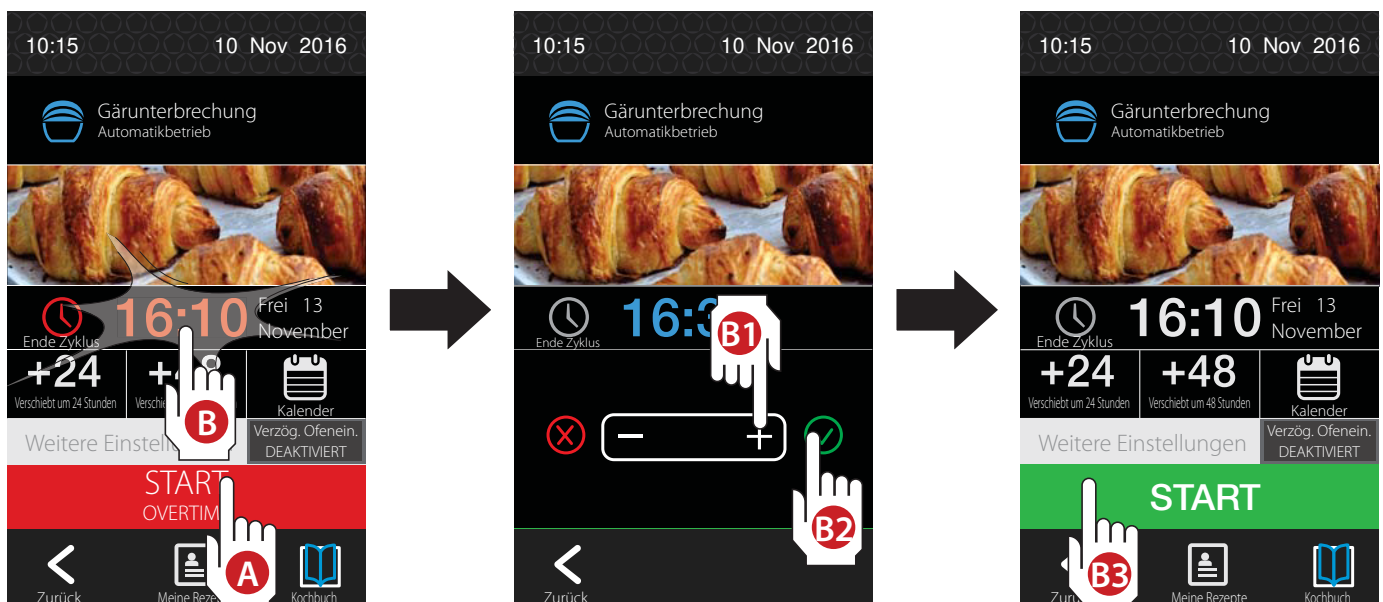 10:15 10 Nov 2016
Gärunterbrechung
Automatikbetrieb
16:10 Frei 13
November
Ende Zyklus
+24
Verschiebt um 24 Stunden
Kalender
Weitere
Verzög. Ofenein.
DEAKTIVIERT
START
B
A
Zurück
Meine
Kochbuch
10:15 10 Nov 2016
Gärunterbrechung
Automatikbetrieb
Ende Zyklus
B1
−
+
B2
Zurück
10:15 10 Nov 2016
Gärunterbrechung
Automatikbetrieb
16:10 Frei 13
November
Ende Zyklus
+24 +48
Verschiebt um 24 Stunden Verschiebt um 48 Stunden
Kalender
Weitere Einstellungen
Verzög. Ofenein.
DEAKTIVIERT
START
B3
Meine Rezepte
Kochbuch